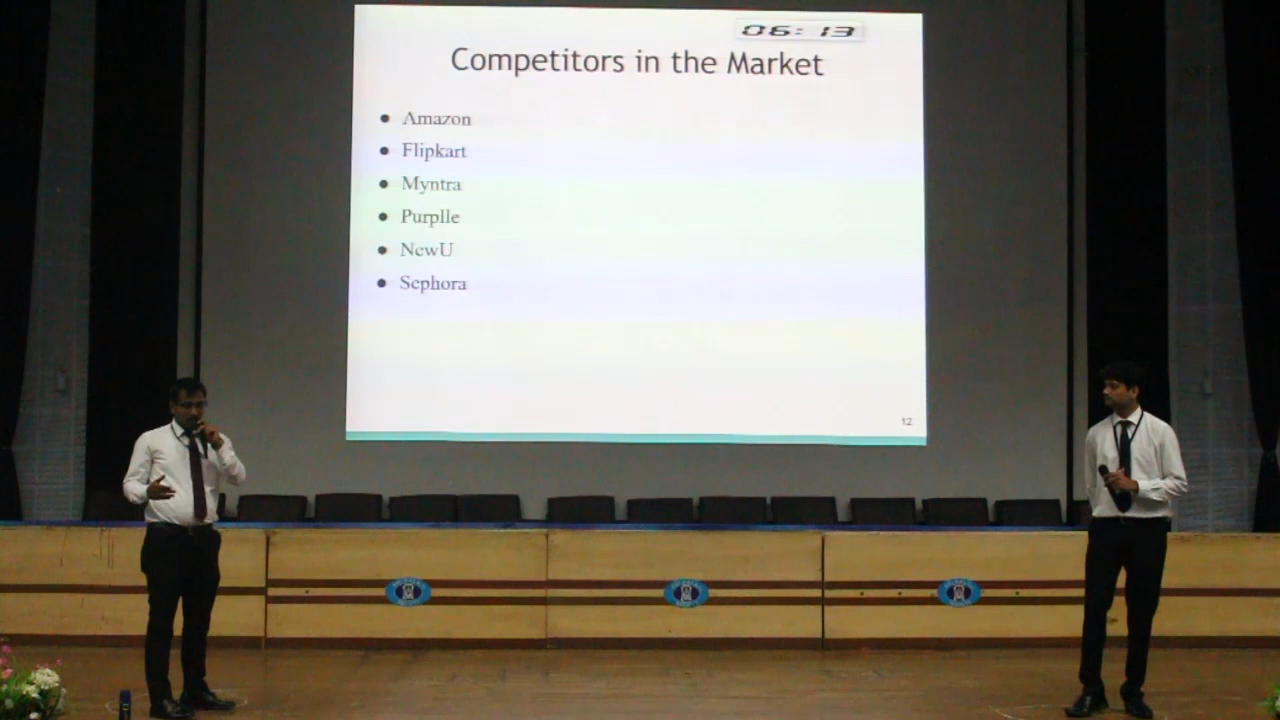 06:13
Competitors in the Market
● Amazon
● Flipkart
● Myntra
● Purplle
● NewU
● Sephora
12